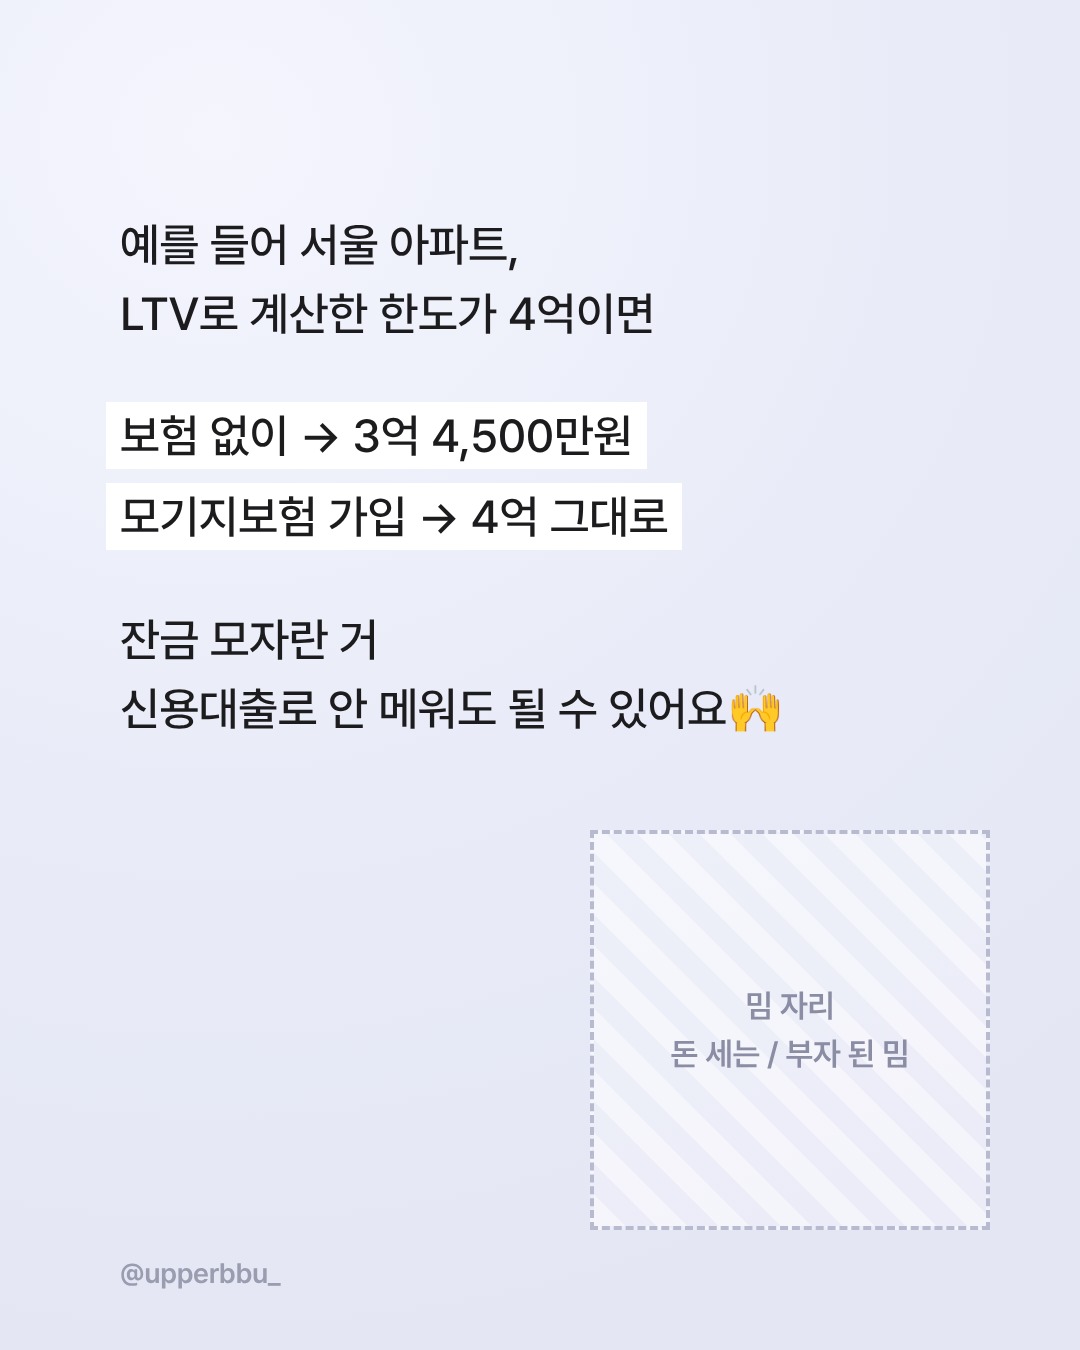 예를 들어 서울 아파트,
LTV로 계산한 한도가 4억이면
보험 없이 → 3억 4,500만원
모기지보험 가입 → 4억 그대로
잔금 모자란 거
신용대출로 안 메워도 될 수 있어요🙌
밈 자리
돈 세는 / 부자 된 밈
@upperbbu_